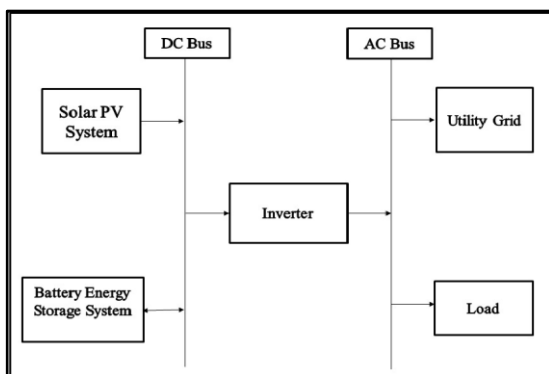 DC Bus
AC Bus
Solar PV
System
Utility Grid
Inverter
Battery Energy
Storage System
Load